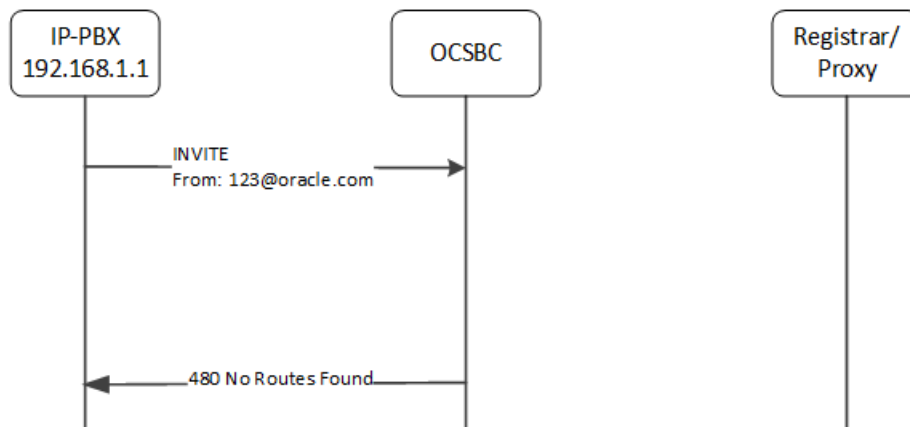 IP-PBX
192.168.1.1
OCSBC
Registrar/
Proxy
INVITE
From: 123@oracle.com
480 No Routes Found